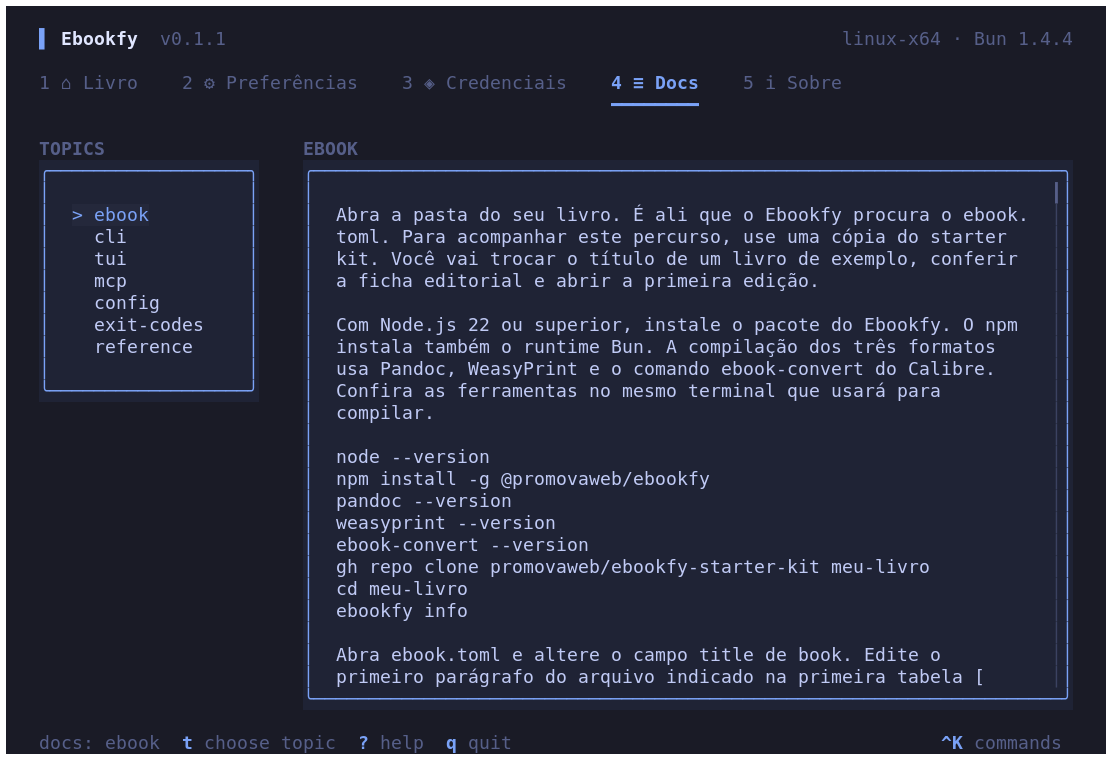 Ebookfy v0.1.1 linux-x64 · Bun 1.4.4
1 ⌂ Livro 2 ⚙ Preferências 3 ◈ Credenciais 4 ≡ Docs 5 i Sobre
TOPICS
> ebook
cli
tui
mcp
config
exit-codes
reference
EBOOK
Abra a pasta do seu livro. É ali que o Ebookfy procura o ebook.
toml. Para acompanhar este percurso, use uma cópia do starter
kit. Você vai trocar o título de um livro de exemplo, conferir
a ficha editorial e abrir a primeira edição.
Com Node.js 22 ou superior, instale o pacote do Ebookfy. O npm
instala também o runtime Bun. A compilação dos três formatos
usa Pandoc, WeasyPrint e o comando ebook-convert do Calibre.
Confira as ferramentas no mesmo terminal que usará para
compilar.
node --version
npm install -g @promovaweb/ebookfy
pandoc --version
weasyprint --version
ebook-convert --version
gh repo clone promovaweb/ebookfy-starter-kit meu-livro
cd meu-livro
ebookfy info
Abra ebook.toml e altere o campo title de book. Edite o
primeiro parágrafo do arquivo indicado na primeira tabela [
docs: ebook t choose topic ? help q quit ^K commands